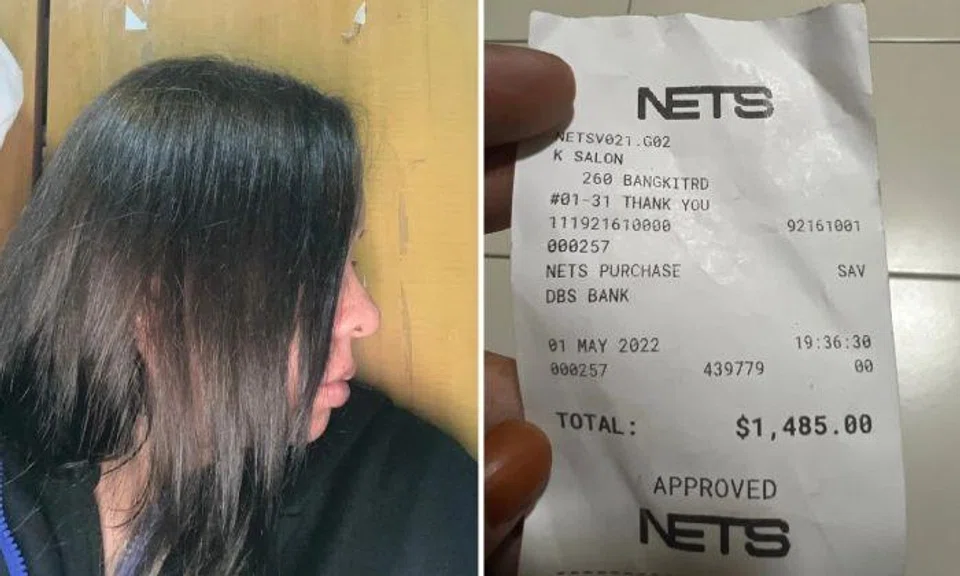 NETS
NETSV021.G02
K SALON
260 BANGKITRD
#01-31 THANK YOU
111921610000 92161001
000257
NETS PURCHASE SAV
DBS BANK
01 MAY 2022 19:36:30
000257 439779 00
TOTAL: $1,485.00
APPROVED
NETS